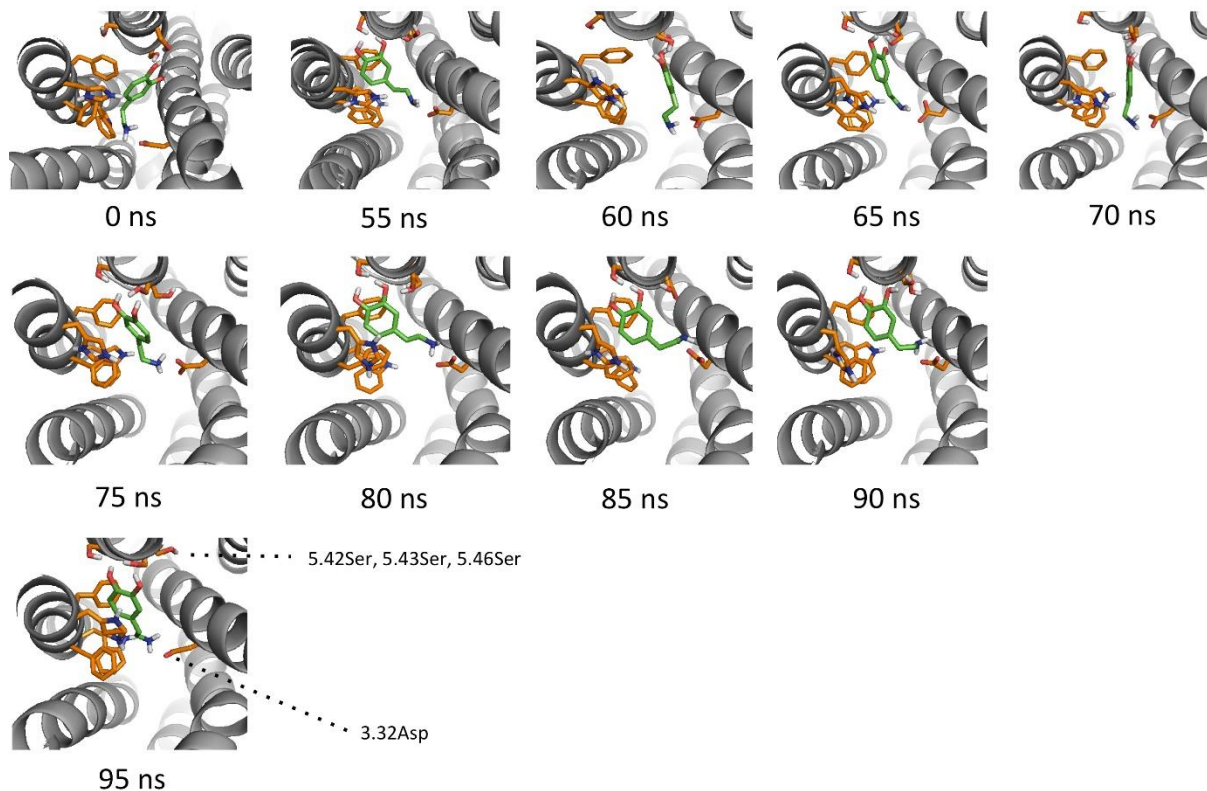 0 ns
55 ns
60 ns
65 ns
70 ns
75 ns
80 ns
85 ns
90 ns
5.42Ser, 5.43Ser, 5.46Ser
3.32Asp
95 ns